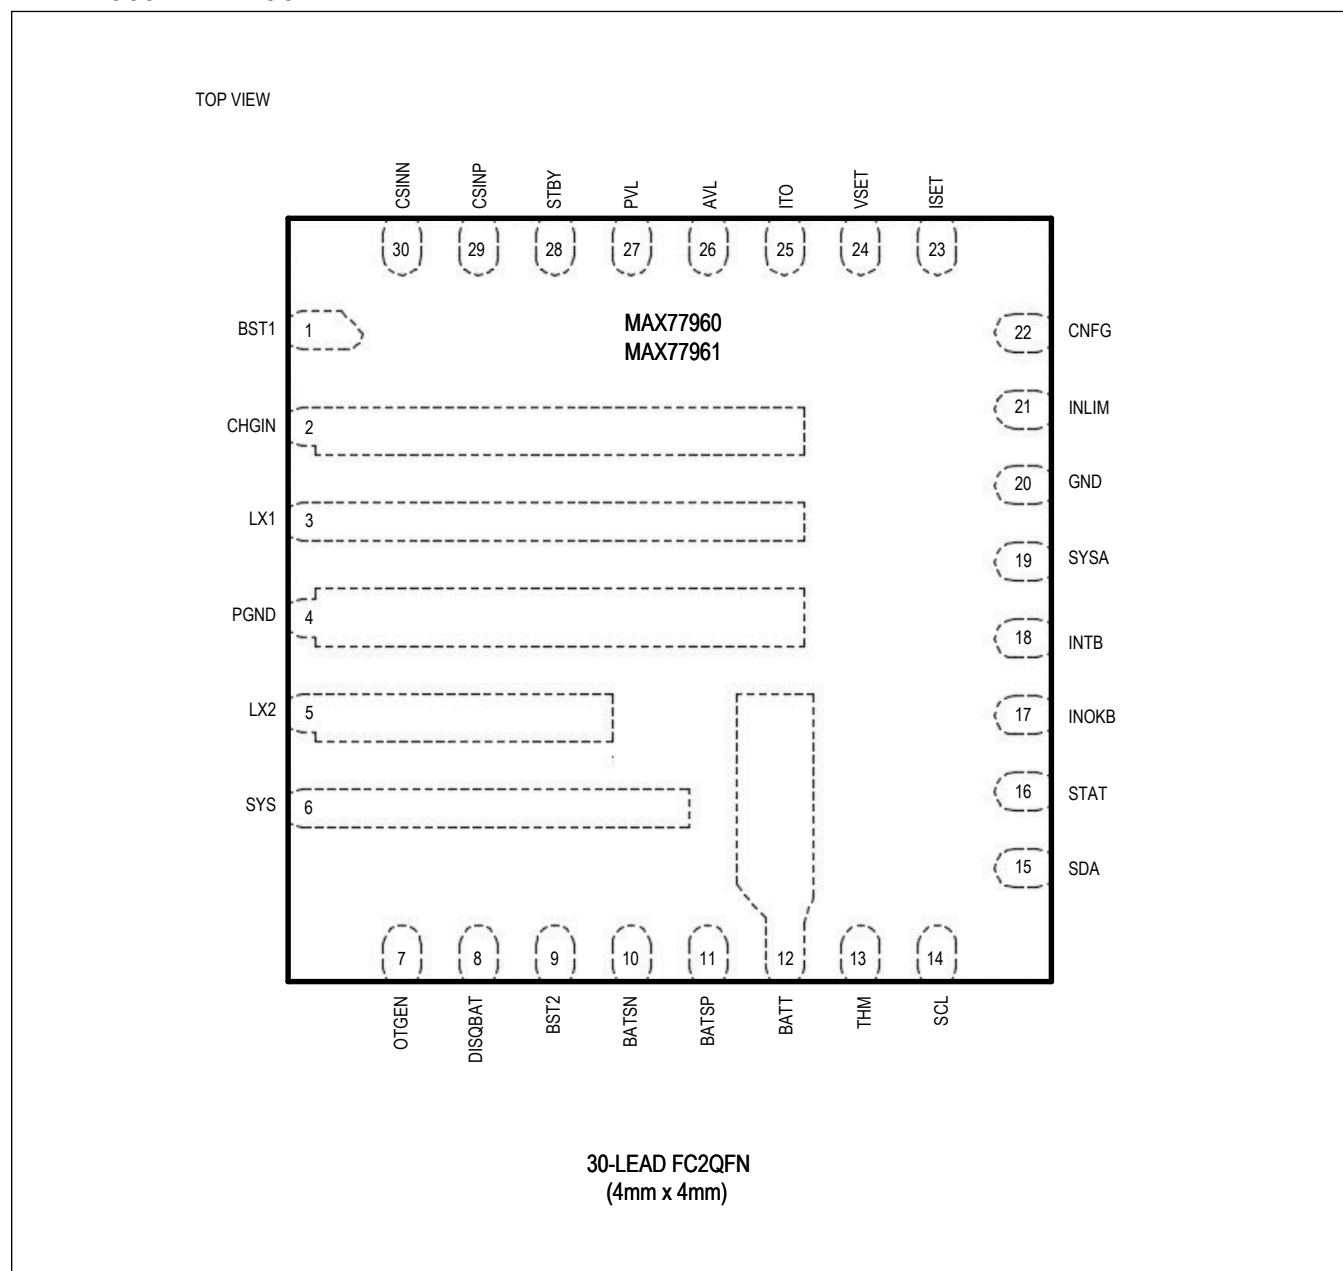 TOP VIEW
CSINN
CSINP
STBY
PVL
AVL
ITO
VSET
ISET
30
29
28
27
26
25
24
23
MAX77960
MAX77961
BST1
1
CHGIN
2
LX1
3
PGND
4
LX2
5
SYS
6
22
CNFG
21
INLIM
20
GND
19
SYSA
18
INTB
17
INOKB
16
STAT
15
SDA
7
8
9
10
11
12
13
14
OTGEN
DISQBAT
BST2
BATSN
BATSP
BATT
THM
SCL
30-LEAD FC2QFN
(4mm x 4mm)